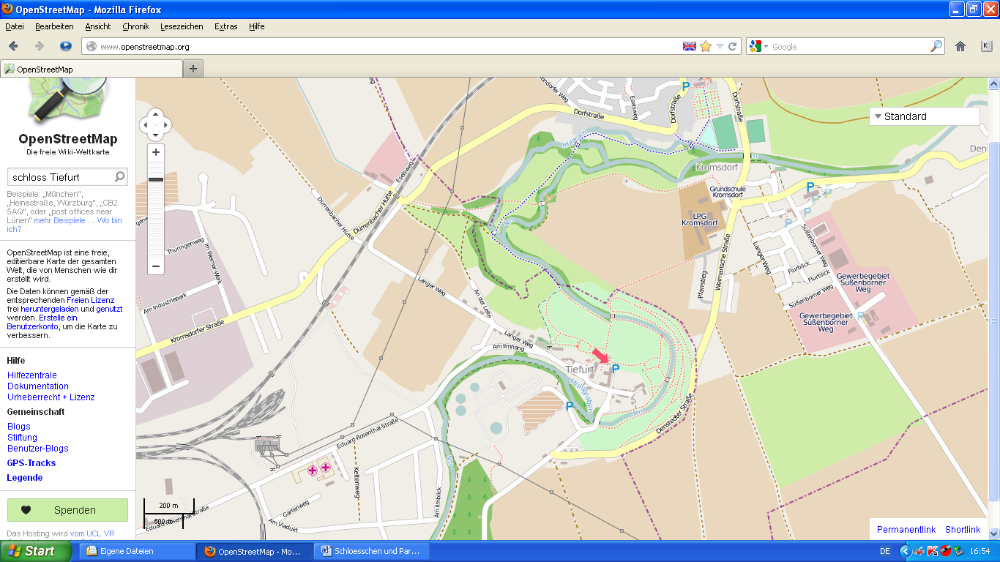 OpenStreetMap - Mozilla Firefox
Datei Bearbeiten Ansicht Chronik Lesezeichen Extras Hilfe
www.openstreetmap.org
Google
K
OpenStreetMap
OpenStreetMap
Die freie Wiki-Weltkarte
schloss Tiefurt
Beispiele: „München“,
„Heinestraße, Würzburg“, „CB2
5AQ“, oder „post offices near
Lünen“ mehr Beispiele ... Wo bin
ich?
OpenStreetMap ist eine freie,
editierbare Karte der gesamten
Welt, die von Menschen wie dir
erstellt wird.
Die Daten können gemäß der
entsprechenden Freien Lizenz
frei heruntergeladen und genutzt
werden. Erstelle ein
Benutzerkonto, um die Karte zu
verbessern.
Hilfe
Hilfezentrale
Dokumentation
Urheberrecht + Lizenz
Gemeinschaft
Blogs
Stiftung
Benutzer-Blogs
GPS-Tracks
Legende
Spenden
Das Hosting wird vom UCL VR
+
−
Standard
Eselsweg
Dorfstraße
Dorfstraße
Dorfstraße
P
Mühlbach
Ilm
Kromsdorf
Grundschule
Kromsdorf
P
P
P
P
LPG
Kromsdorf
Eselsweg
Dürrenbacher Hütte
Dürrenbacher Hütte
Ilm
Thüringenweg
Im Weimar-Werk
Am Industriepark
Kromsdorfer Straße
Langer Weg
An der Leite
Langer Weg
Am Ilmhang
Tiefurt
P
Mühlgraben
P
Ilm
Denstedter Straße
Weimarische Straße
Pfarrstieg
Langer Weg
Süßenborner
Weg
Flurblick
Flurblick
Süßenborner Weg
Gewerbegebiet
Süßenborner
Weg
Gewerbegebiet
Süßenborner
Weg
P
Eduard-Rosenthal-Straße
Eduard-Rosenthalstraße
Keltenweg
Gartenweg
Am Viadukt
Am Ilmblick
Ilm
200 m
500 m
Permanentlink Shortlink
Start
Eigene Dateien
OpenStreetMap - Mo...
Schloesschen und Par...
DE
16:54